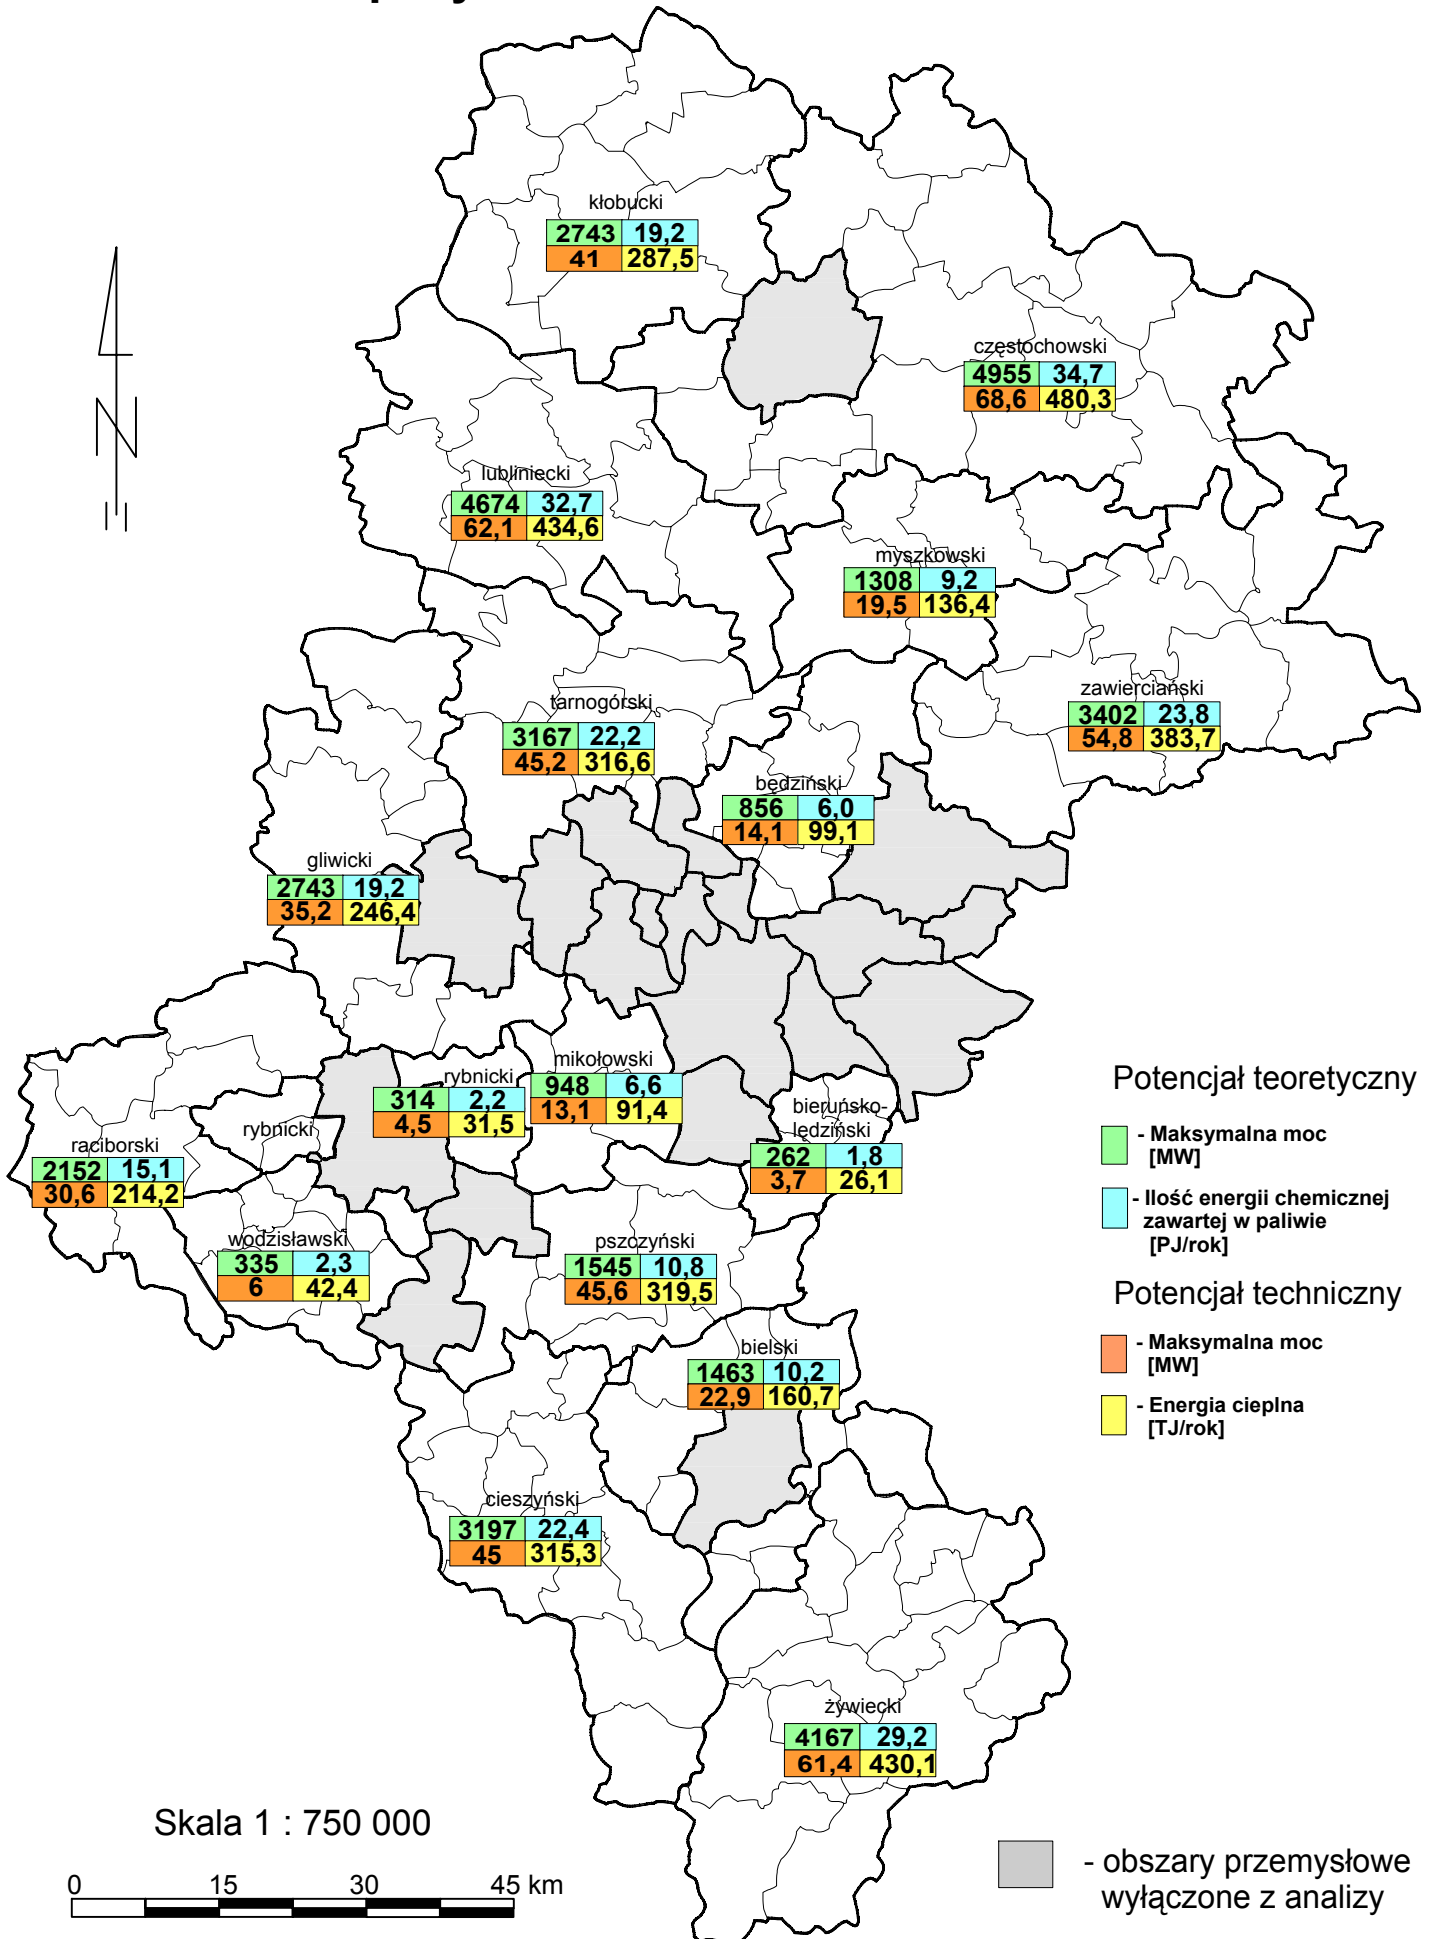 kłobucki
2743 19,2
41 287,5
częstochowski
4955 34,7
68,6 480,3
lubliniecki
4674 32,7
62,1 434,6
myszkowski
1308 9,2
19,5 136,4
zawierciański
3402 23,8
54,8 383,7
tarnogórski
3167 22,2
45,2 316,6
będziński
856 6,0
14,1 99,1
gliwicki
2743 19,2
35,2 246,4
mikołowski
948 6,6
13,1 91,4
rybnicki
314 2,2
4,5 31,5
bieruńsko-
lędziński
262 1,8
3,7 26,1
rybnicki
raciborski
2152 15,1
30,6 214,2
wodzisławski
335 2,3
6 42,4
pszczyński
1545 10,8
45,6 319,5
bielski
1463 10,2
22,9 160,7
cieszyński
3197 22,4
45 315,3
żywiecki
4167 29,2
61,4 430,1
N
Potencjał teoretyczny
- Maksymalna moc
[MW]
- Ilość energii chemicznej
zawartej w paliwie
[PJ/rok]
Potencjał techniczny
- Maksymalna moc
[MW]
- Energia cieplna
[TJ/rok]
Skala 1 : 750 000
0 15 30 45 km
- obszary przemysłowe
wyłączone z analizy